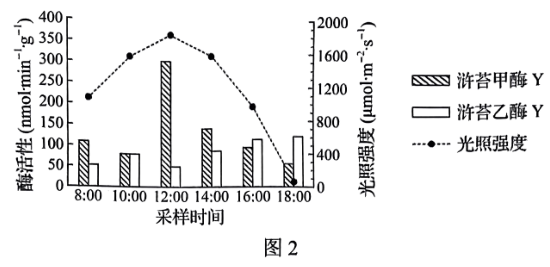 酶活性 (nmol·min⁻¹·g⁻¹)
400
350
300
250
200
150
100
50
0
2000
1600
1200
800
400
0
光照强度 (μmol·m⁻²·s⁻¹)
8:00 10:00 12:00 14:00 16:00 18:00
采样时间
浒苔甲酶 Y
浒苔乙酶 Y
光照强度
图 2